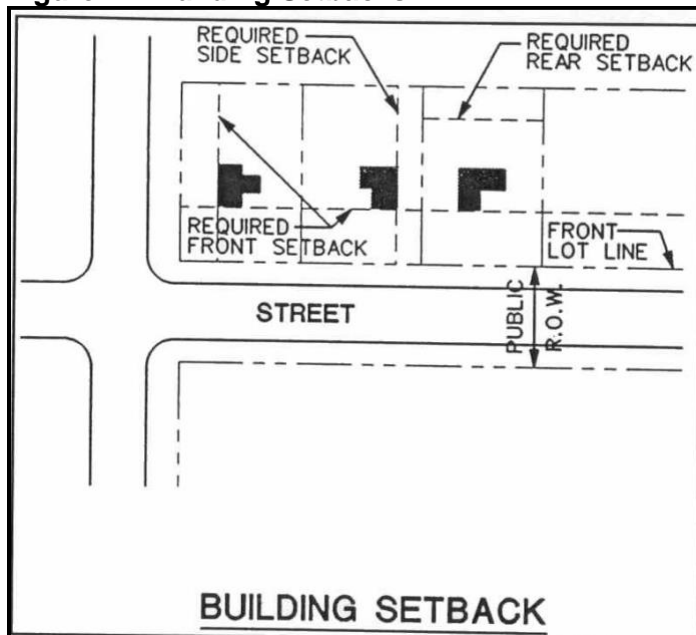 REQUIRED
SIDE SETBACK
REQUIRED
REAR SETBACK
REQUIRED
FRONT SETBACK
FRONT
LOT LINE
STREET
PUBLIC
R.O.W.
BUILDING SETBACK